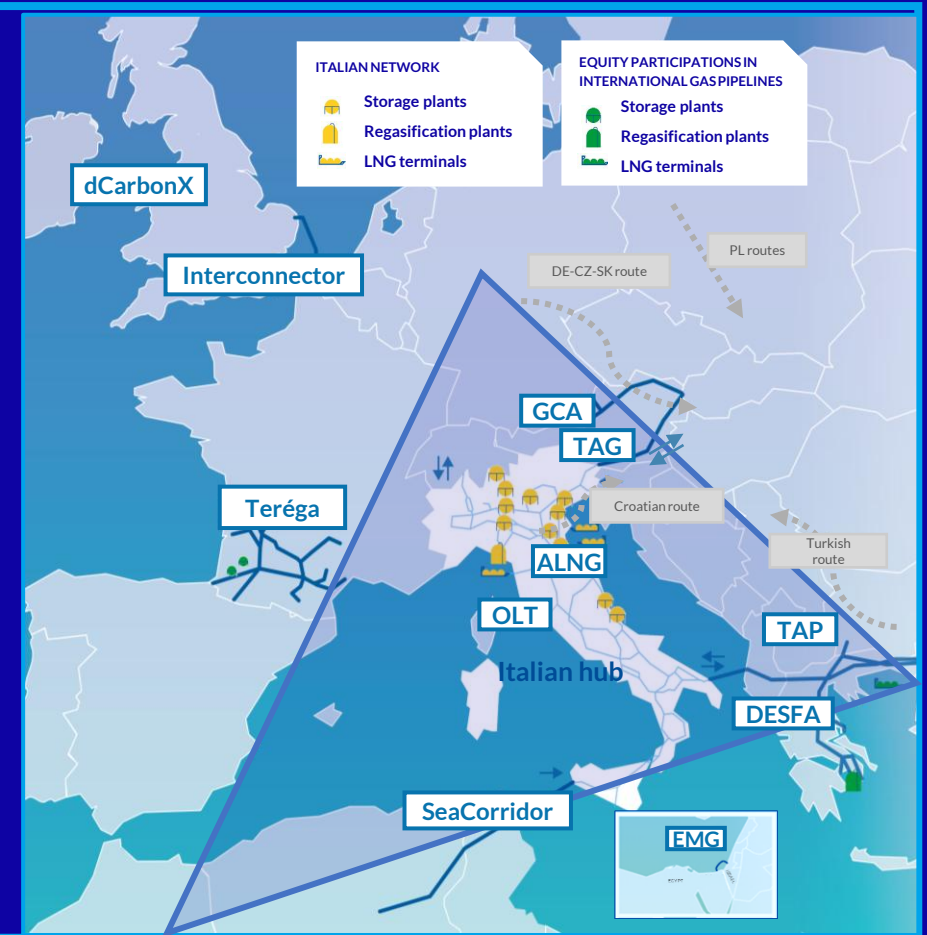 ITALIAN NETWORK
Storage plants
Regasification plants
LNG terminals
EQUITY PARTICIPATIONS IN
INTERNATIONAL GAS PIPELINES
Storage plants
Regasification plants
LNG terminals
dCarbonX
Interconnector
DE-CZ-SK route
PL routes
GCA
TAG
Teréga
Croatian route
Turkish
route
ALNG
OLT
TAP
Italian hub
DESFA
SeaCorridor
EMG
EGYPT